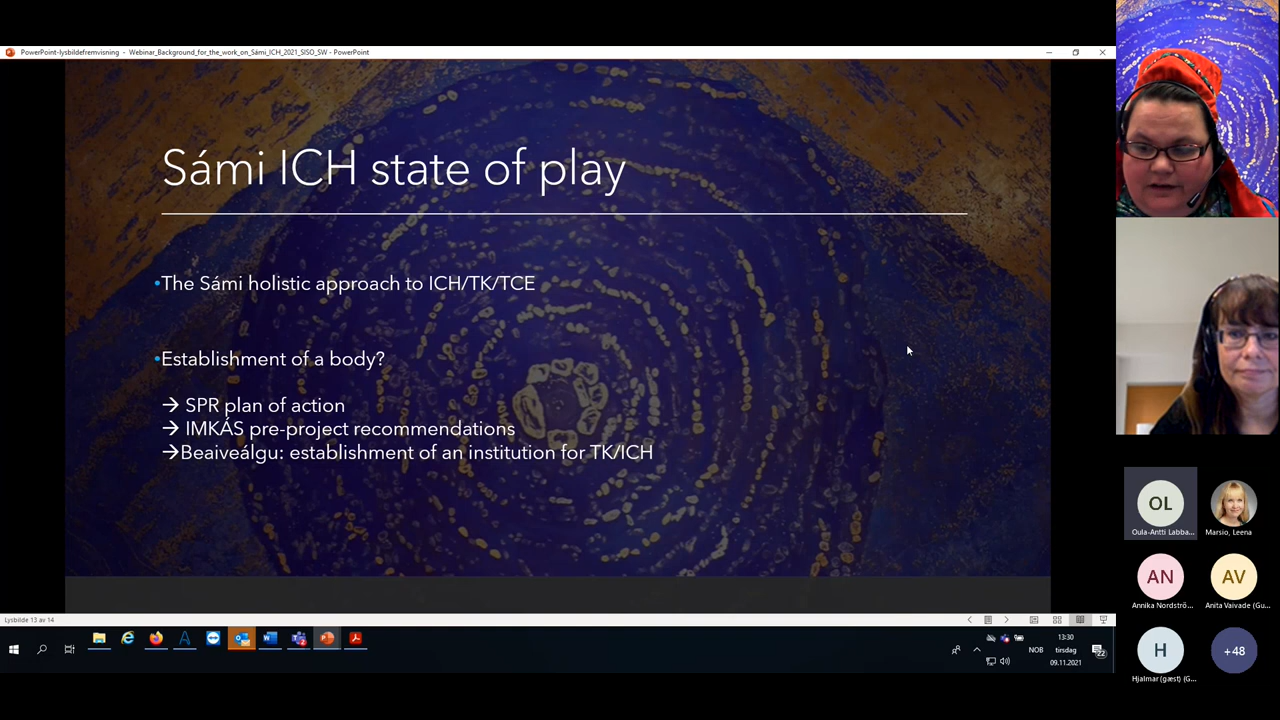 PowerPoint-lysbildefremvisning - Webinar_Background_for_the_work_on_Sámi_ICH_2021_SISO_SW - PowerPoint
Sámi ICH state of play
•The Sámi holistic approach to ICH/TK/TCE
•Establishment of a body?
→ SPR plan of action
→ IMKÁS pre-project recommendations
→Beaiveálgu: establishment of an institution for TK/ICH
Lysbilde 13 av 14
NOB
13:30
tirsdag
09.11.2021
22
OL
Oula-Antti Labba...
Marsio, Leena
AN
Annika Nordströ...
AV
Anita Vaivade (Gu...
H
Hjalmar (gæst) (G...
+48